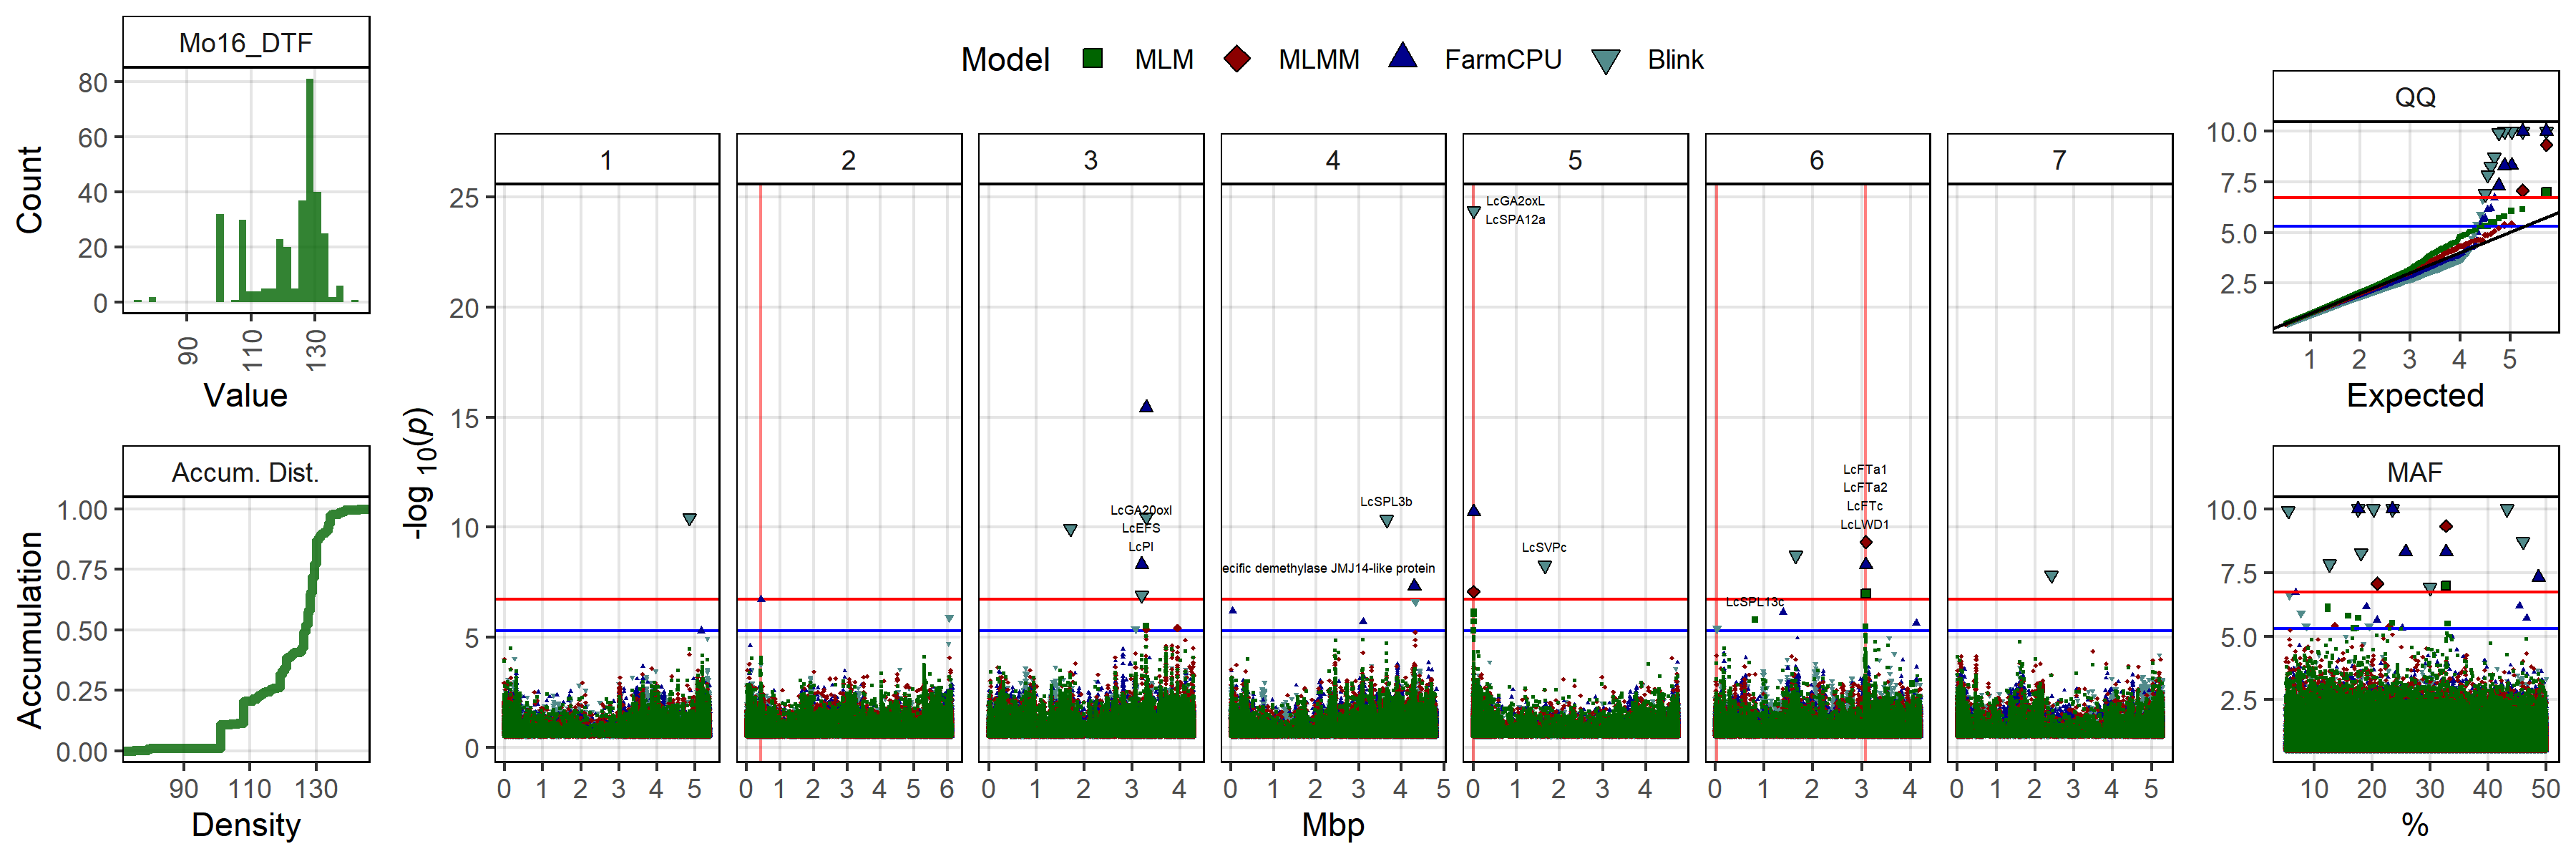 Mo16_DTF
80
60
40
20
0
Count
90
110
130
Value
Accum. Dist.
1.00
0.75
0.50
0.25
0.00
Accumulation
90 110 130
Density
Model MLM MLMM FarmCPU Blink
1 2 3 4 5 6 7
25
20
15
10
5
0
-log 10(p)
LcGA20oxl
LcEFS
LcPI
LcSPL3b
ecific demethylase JMJ14-like protein
LcGA2oxL
LcSPA12a
LcSVPc
LcFTa1
LcFTa2
LcFTc
LcLWD1
LcSPL13c
0 1 2 3 4 5
0 1 2 3 4 5 6
0 1 2 3 4
0 1 2 3 4 5
0 1 2 3 4
0 1 2 3 4
0 1 2 3 4 5
Mbp
QQ
10.0
7.5
5.0
2.5
1 2 3 4 5
Expected
MAF
10.0
7.5
5.0
2.5
10 20 30 40 50
%